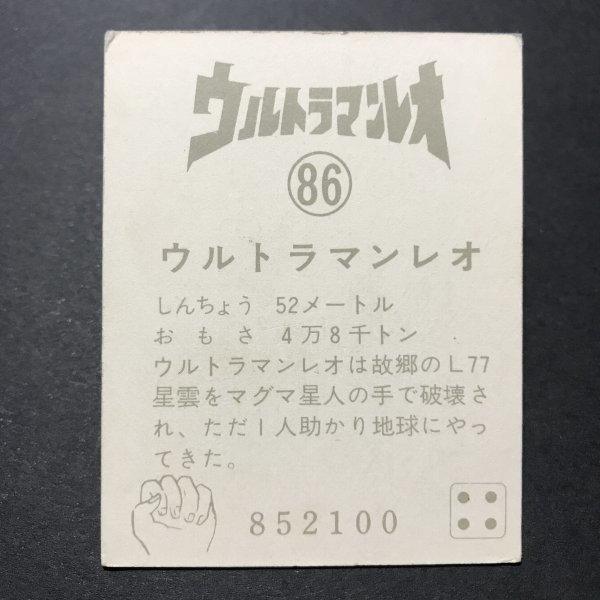 ウルトラマンレオ
86
ウルトラマンレオ
しんちょう 52メートル
おもさ 4万8千トン
ウルトラマンレオは故郷のL77
星雲をマグマ星人の手で破壊さ
れ、ただ1人助かり地球にやっ
てきた。
852100